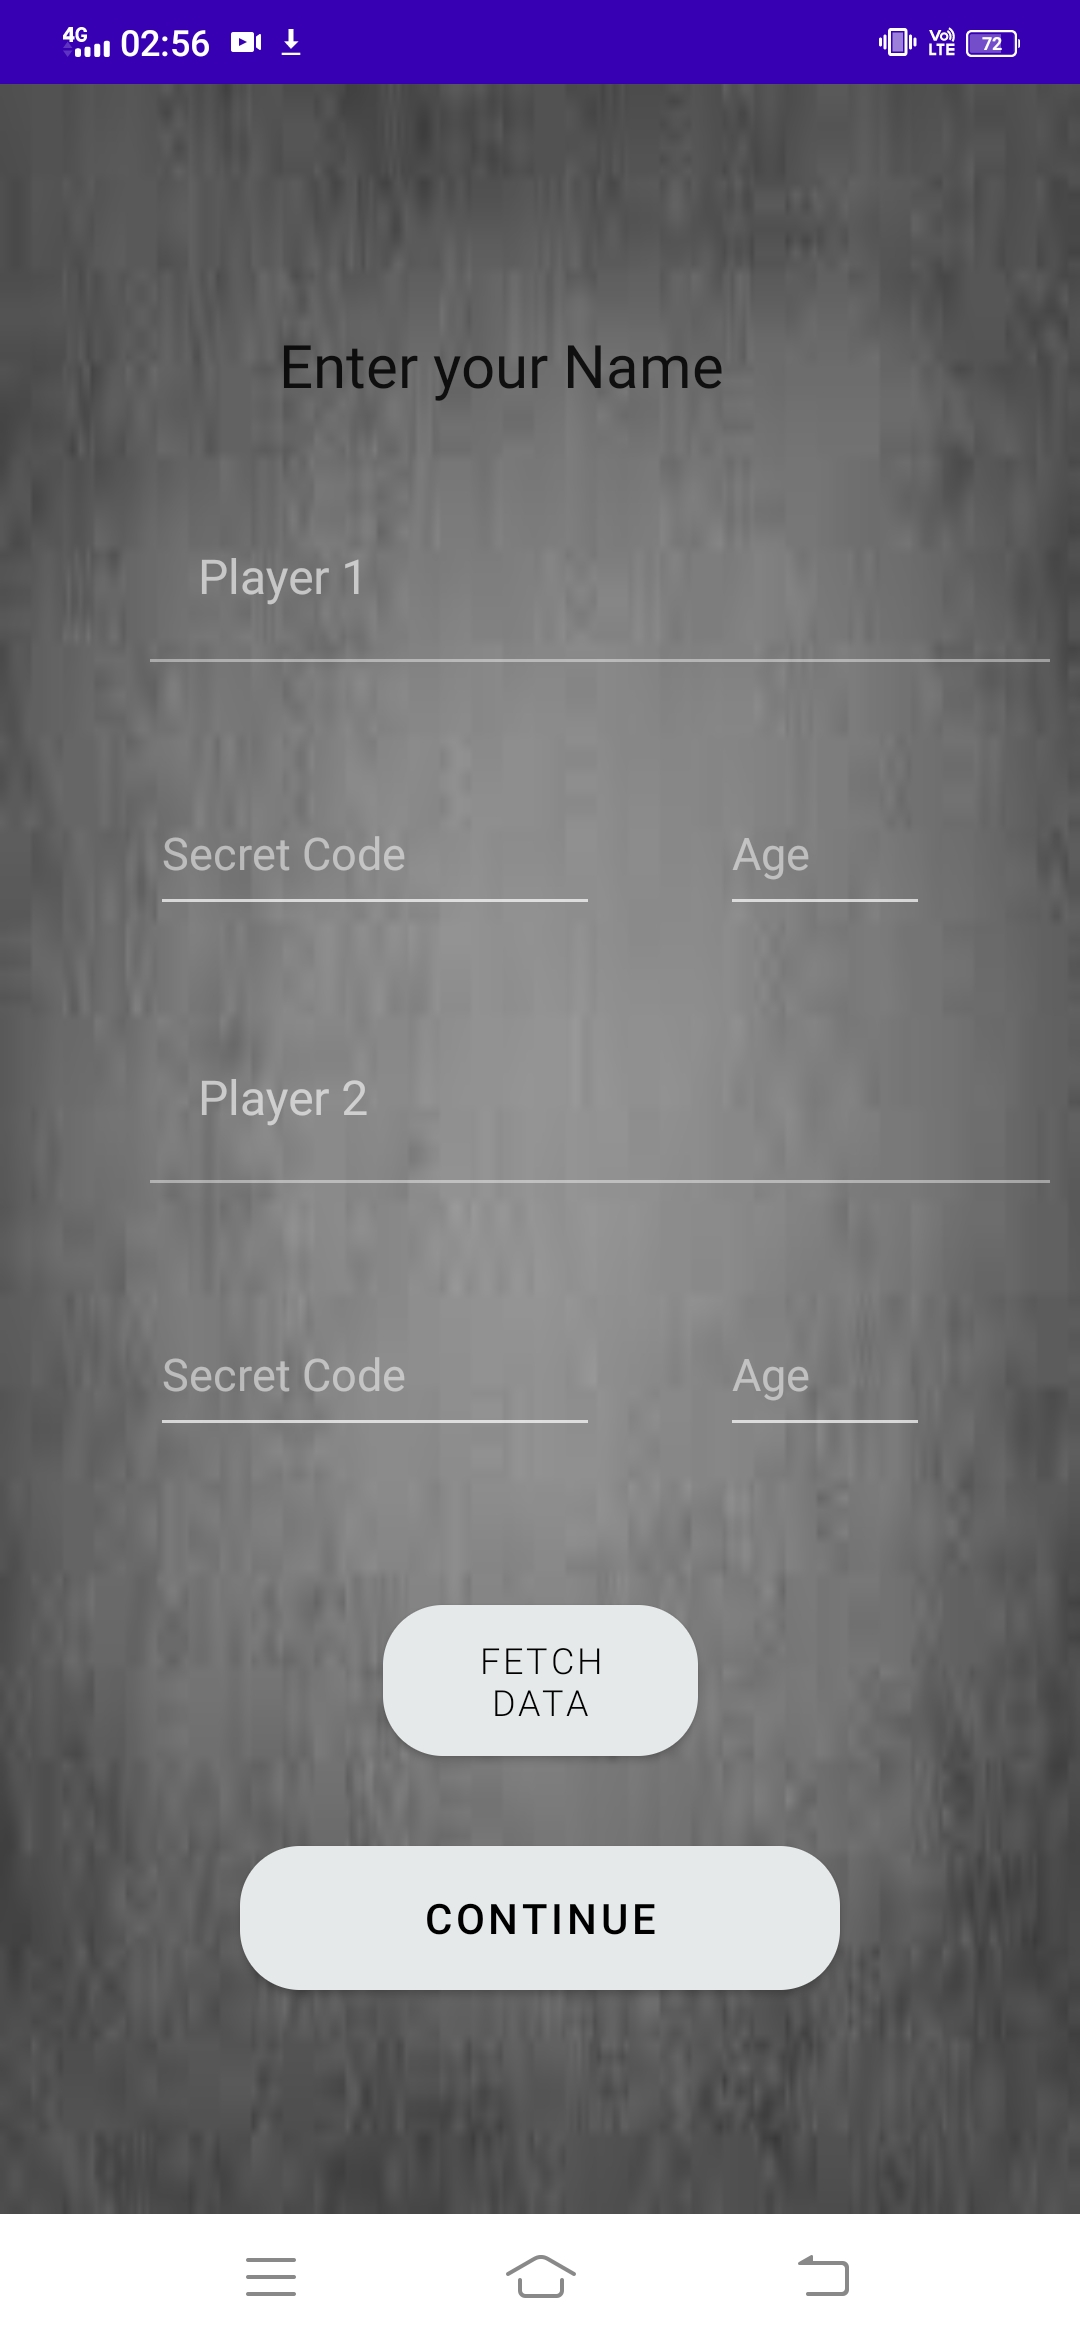 4G 02:56 Vo) LTE 72
Enter your Name
Player 1
Secret Code Age
Player 2
Secret Code Age
FETCH
DATA
CONTINUE